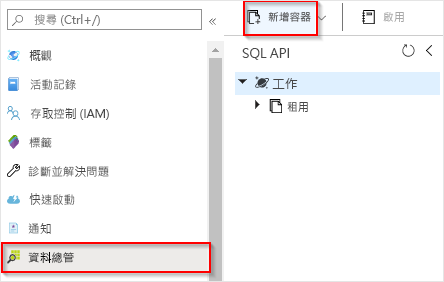 搜尋 (Ctrl+/)
概觀
活動記錄
存取控制 (IAM)
標籤
診斷並解決問題
快速啟動
通知
資料總管
新增容器
啟用
SQL API
工作
租用